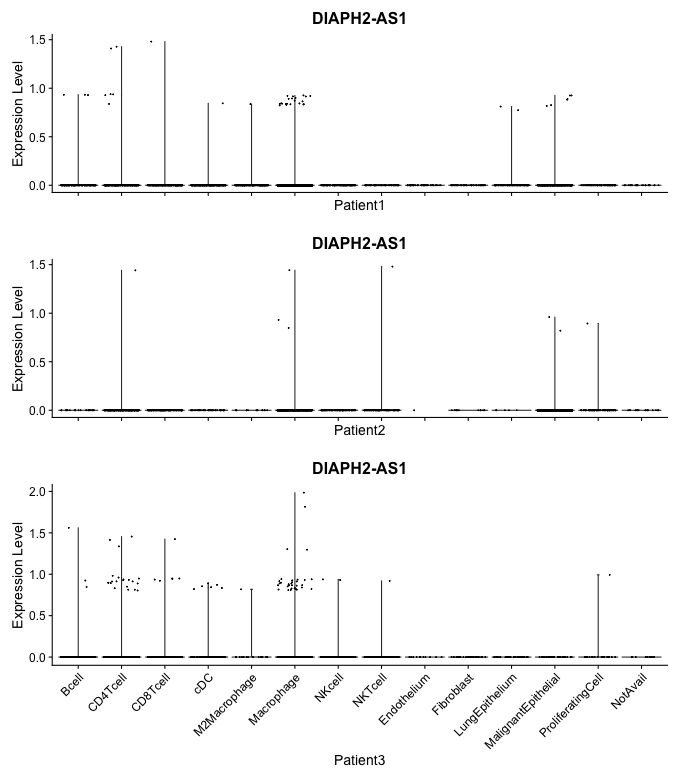 DIAPH2-AS1
Expression Level
1.5
1.0
0.5
0.0
Patient1
DIAPH2-AS1
Expression Level
1.5
1.0
0.5
0.0
Patient2
DIAPH2-AS1
Expression Level
2.0
1.5
1.0
0.5
0.0
Bcell
CD4Tcell
CD8Tcell
cDC
M2Macrophage
Macrophage
NKcell
NKTcell
Endothelium
Fibroblast
LungEpithelium
MalignantEpithelial
ProliferatingCell
NotAvail
Patient3